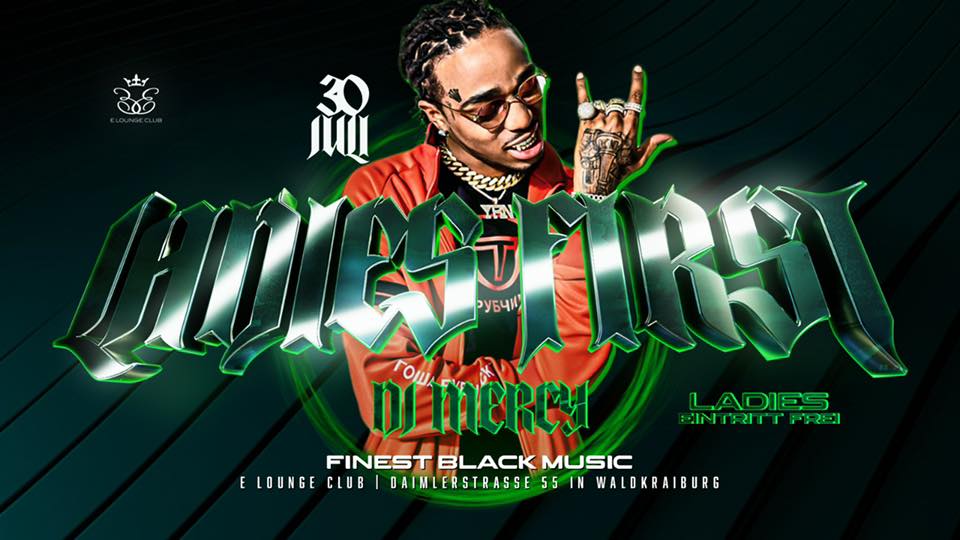 E LOUNGE CLUB
30
JULI
LADIES FIRST
DJ MERCY
LADIES
EINTRITT FREI
FINEST BLACK MUSIC
E LOUNGE CLUB | DAIMLERSTRASSE 55 IN WALDKRAIBURG